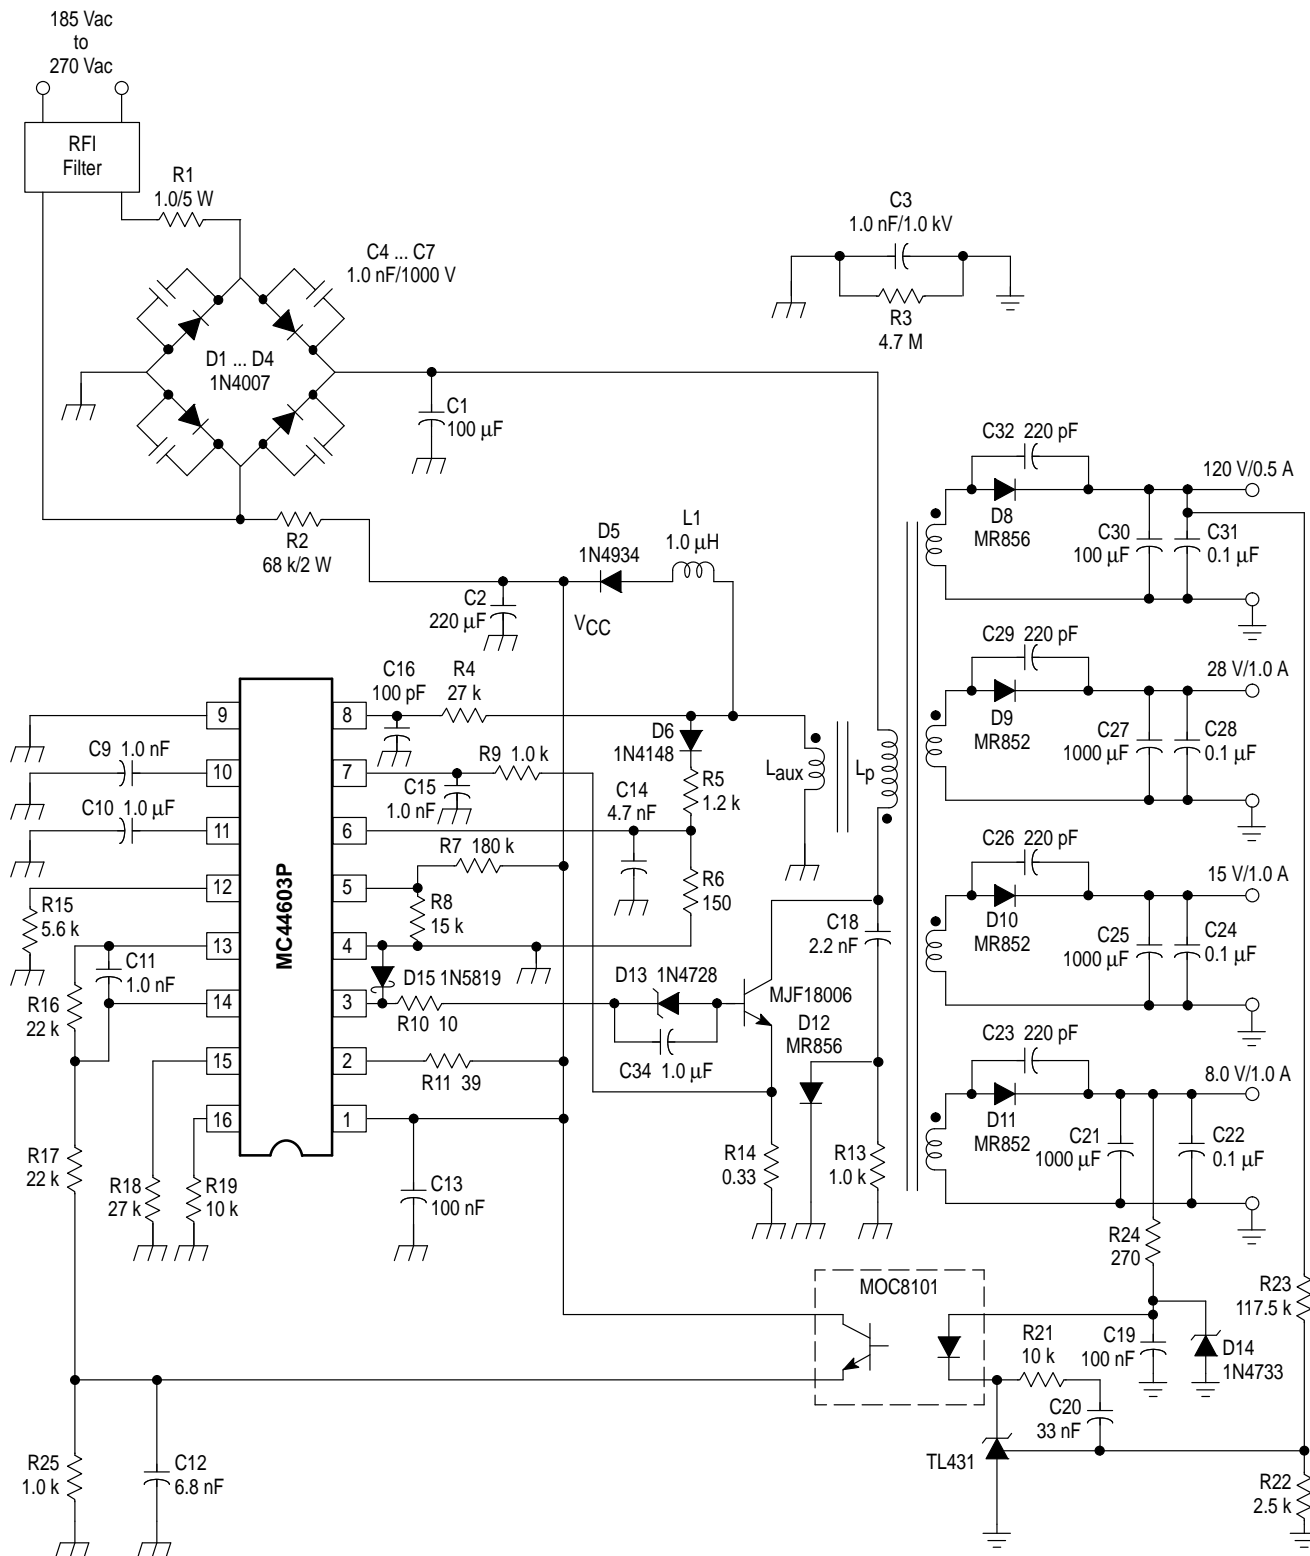 185 Vac
to
270 Vac
RFI
Filter
R1
1.0/5 W
C4 ... C7
1.0 nF/1000 V
D1 ... D4
1N4007
C3
1.0 nF/1.0 kV
R3
4.7 M
C1
100 µF
R2
68 k/2 W
C2
220 µF
D5
1N4934
L1
1.0 µH
VCC
C32 220 pF
D8
MR856
C30
100 µF
C31
0.1 µF
120 V/0.5 A
C29 220 pF
D9
MR852
C27
1000 µF
C28
0.1 µF
28 V/1.0 A
C26 220 pF
D10
MR852
C25
1000 µF
C24
0.1 µF
15 V/1.0 A
C23 220 pF
D11
MR852
C21
1000 µF
C22
0.1 µF
8.0 V/1.0 A
MC44603P
9
10
11
12
13
14
15
16
8
7
6
5
4
3
2
1
C9 1.0 nF
C10 1.0 µF
R15
5.6 k
C11
1.0 nF
R16
22 k
R17
22 k
R18
27 k
R19
10 k
C16
100 pF
R4
27 k
D6
1N4148
R9 1.0 k
C15
1.0 nF
C14
4.7 nF
R5
1.2 k
R7 180 k
R8
15 k
R6
150
Laux
Lp
C18
2.2 nF
D15 1N5819
D13 1N4728
R10 10
C34 1.0 µF
MJF18006
D12
MR856
R11 39
C13
100 nF
R14
0.33
R13
1.0 k
R24
270
MOC8101
R21
10 k
C19
100 nF
D14
1N4733
R23
117.5 k
C20
33 nF
TL431
R22
2.5 k
R25
1.0 k
C12
6.8 nF